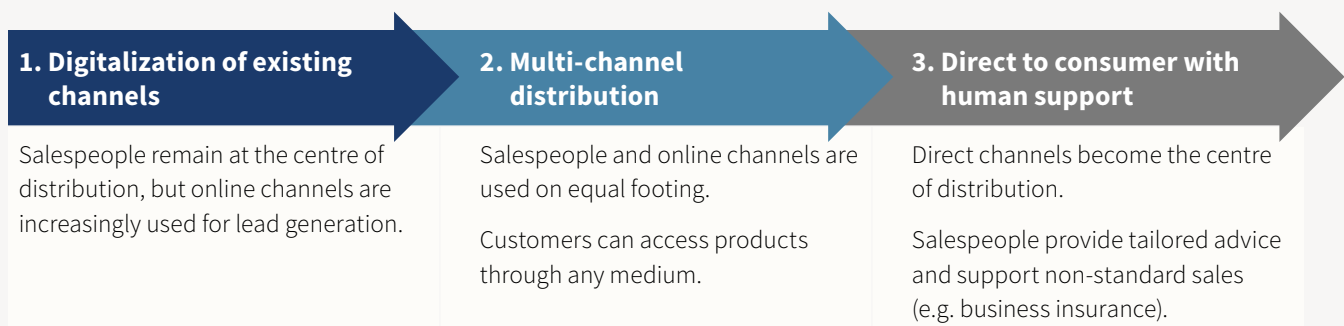 1. Digitalization of existing
channels
Salespeople remain at the centre of
distribution, but online channels are
increasingly used for lead generation.
2. Multi-channel
distribution
Salespeople and online channels are
used on equal footing.
Customers can access products
through any medium.
3. Direct to consumer with
human support
Direct channels become the centre
of distribution.
Salespeople provide tailored advice
and support non-standard sales
(e.g. business insurance).